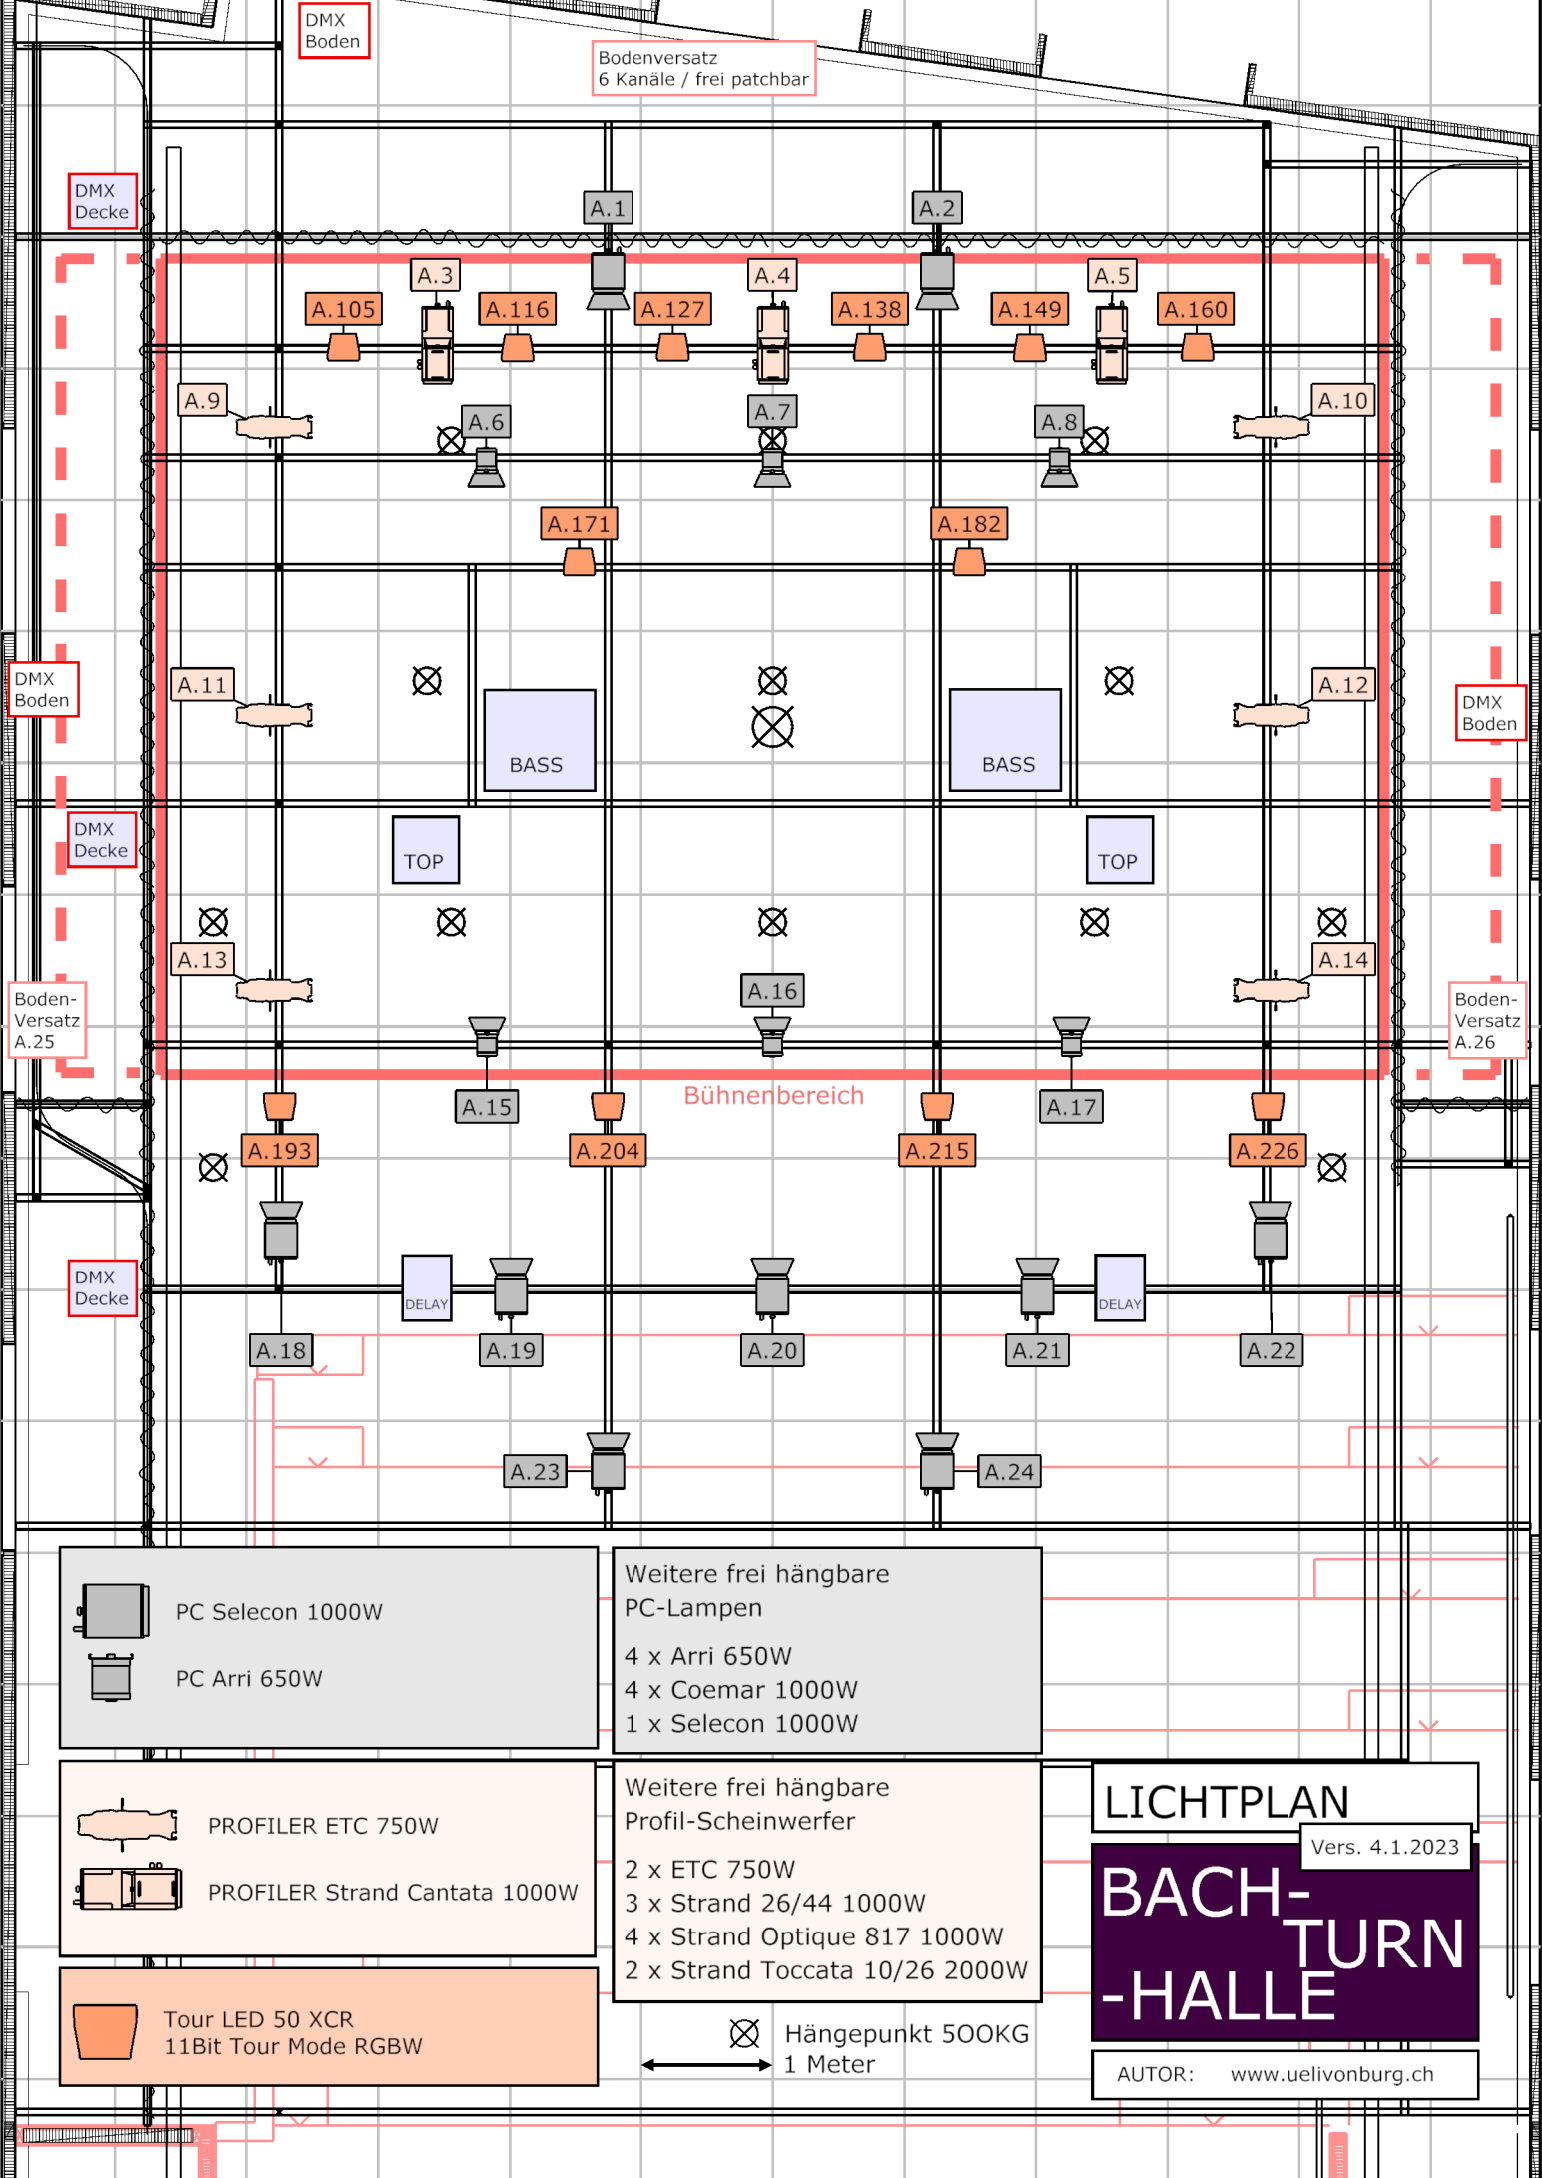 DMX
Boden
Bodenversatz
6 Kanäle / frei patchbar
DMX
Decke
A.1
A.2
A.3
A.4
A.5
A.105
A.116
A.127
A.138
A.149
A.160
A.9
A.6
A.7
A.8
A.10
A.171
A.182
DMX
Boden
A.11
A.12
DMX
Boden
BASS
BASS
DMX
Decke
TOP
TOP
A.13
A.14
Boden-
Versatz
A.25
A.16
Boden-
Versatz
A.26
Bühnenbereich
A.15
A.17
A.193
A.204
A.215
A.226
DMX
Decke
DELAY
DELAY
A.18
A.19
A.20
A.21
A.22
A.23
A.24
PC Selecon 1000W
PC Arri 650W
Weitere frei hängbare
PC-Lampen
4 x Arri 650W
4 x Coemar 1000W
1 x Selecon 1000W
PROFILER ETC 750W
PROFILER Strand Cantata 1000W
Weitere frei hängbare
Profil-Scheinwerfer
2 x ETC 750W
3 x Strand 26/44 1000W
4 x Strand Optique 817 1000W
2 x Strand Toccata 10/26 2000W
Tour LED 50 XCR
11Bit Tour Mode RGBW
Hängepunkt 500KG
1 Meter
LICHTPLAN
Vers. 4.1.2023
BACH-
TURN
-HALLE
AUTOR: www.uelivonburg.ch